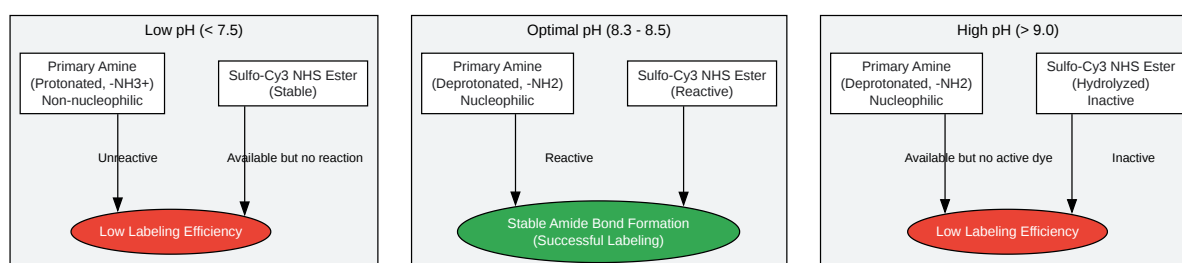 Low pH (< 7.5)
Primary Amine
(Protonated, -NH3+)
Non-nucleophilic
Sulfo-Cy3 NHS Ester
(Stable)
Unreactive
Available but no reaction
Low Labeling Efficiency
Optimal pH (8.3 - 8.5)
Primary Amine
(Deprotonated, -NH2)
Nucleophilic
Sulfo-Cy3 NHS Ester
(Reactive)
Reactive
Stable Amide Bond Formation
(Successful Labeling)
High pH (> 9.0)
Primary Amine
(Deprotonated, -NH2)
Nucleophilic
Sulfo-Cy3 NHS Ester
(Hydrolyzed)
Inactive
Available but no active dye
Inactive
Low Labeling Efficiency